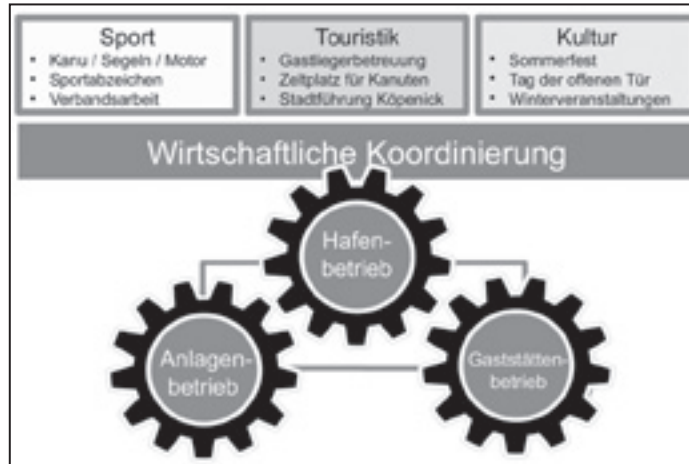 Sport
• Kanu / Segeln / Motor
• Sportabzeichen
• Verbandsarbeit
Touristik
• Gastliegerbetreuung
• Zeltplatz für Kanuten
• Stadtführung Köpenick
Kultur
• Sommerfest
• Tag der offenen Tür
• Winterveranstaltungen
Wirtschaftliche Koordinierung
Hafen-
betrieb
Anlagen-
betrieb
Gaststätten-
betrieb